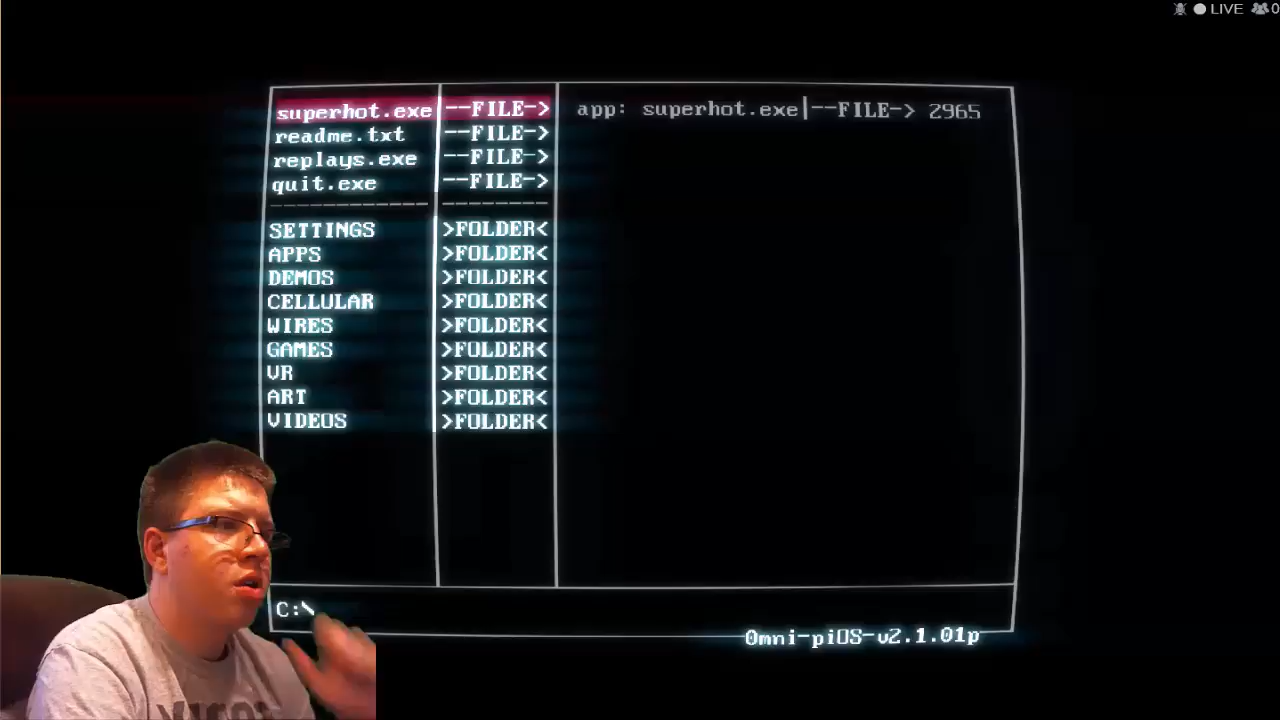 LIVE 0
superhot.exe --FILE->
readme.txt --FILE->
replays.exe --FILE->
quit.exe --FILE->
------------- --------
SETTINGS >FOLDER<
APPS >FOLDER<
DEMOS >FOLDER<
CELLULAR >FOLDER<
WIRES >FOLDER<
GAMES >FOLDER<
VR >FOLDER<
ART >FOLDER<
VIDEOS >FOLDER<
app: superhot.exe|--FILE-> 2965
C:\
0mni-piOS-v2.1.01p